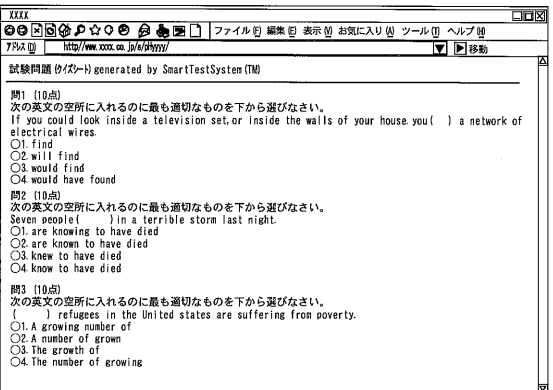 XXXX
ファイル(F) 編集(E) 表示(V) お気に入り(A) ツール(T) ヘルプ(H)
アドレス(D) http//www.xxxx.co.jp/s/pHyyyy/ 移動
試験問題(クイズシート)generated by SmartTestSystem(TM)
問1 (10点)
次の英文の空所に入れるのに最も適切なものを下から選びなさい。
If you could look inside a television set,or inside the walls of your house.you( ) a network of
electrical wires.
○1.find
○2.will find
○3.would find
○4.would have found
問2 (10点)
次の英文の空所に入れるのに最も適切なものを下から選びなさい。
Seven people( )in a terrible storm last night.
○1.are knowing to have died
○2.are known to have died
○3.knew to have died
○4.know to have died
問3 (10点)
次の英文の空所に入れるのに最も適切なものを下から選びなさい。
( ) refugees in the United states are suffering from poverty.
○1.A growing number of
○2.A number of grown
○3.The growth of
○4.The number of growing